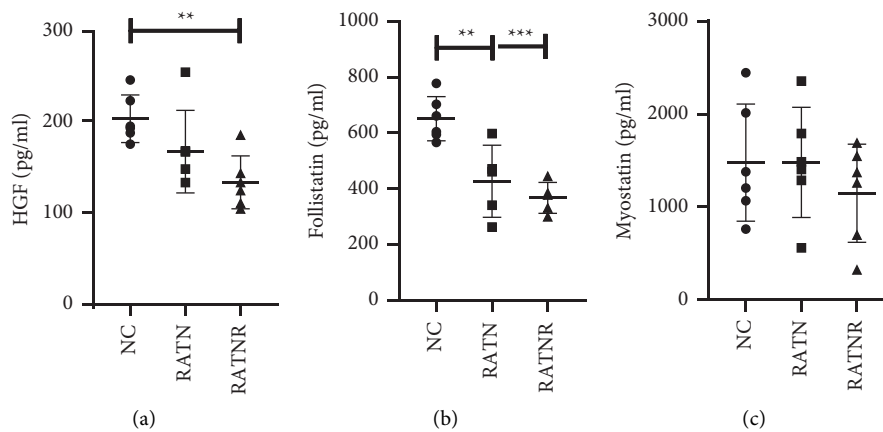 **
300
200
100
0
HGF (pg/ml)
NC
RATN
RATNR
(a)
** ***
1000
800
600
400
200
0
Follistatin (pg/ml)
NC
RATN
RATNR
(b)
3000
2000
1000
0
Myostatin (pg/ml)
NC
RATN
RATNR
(c)